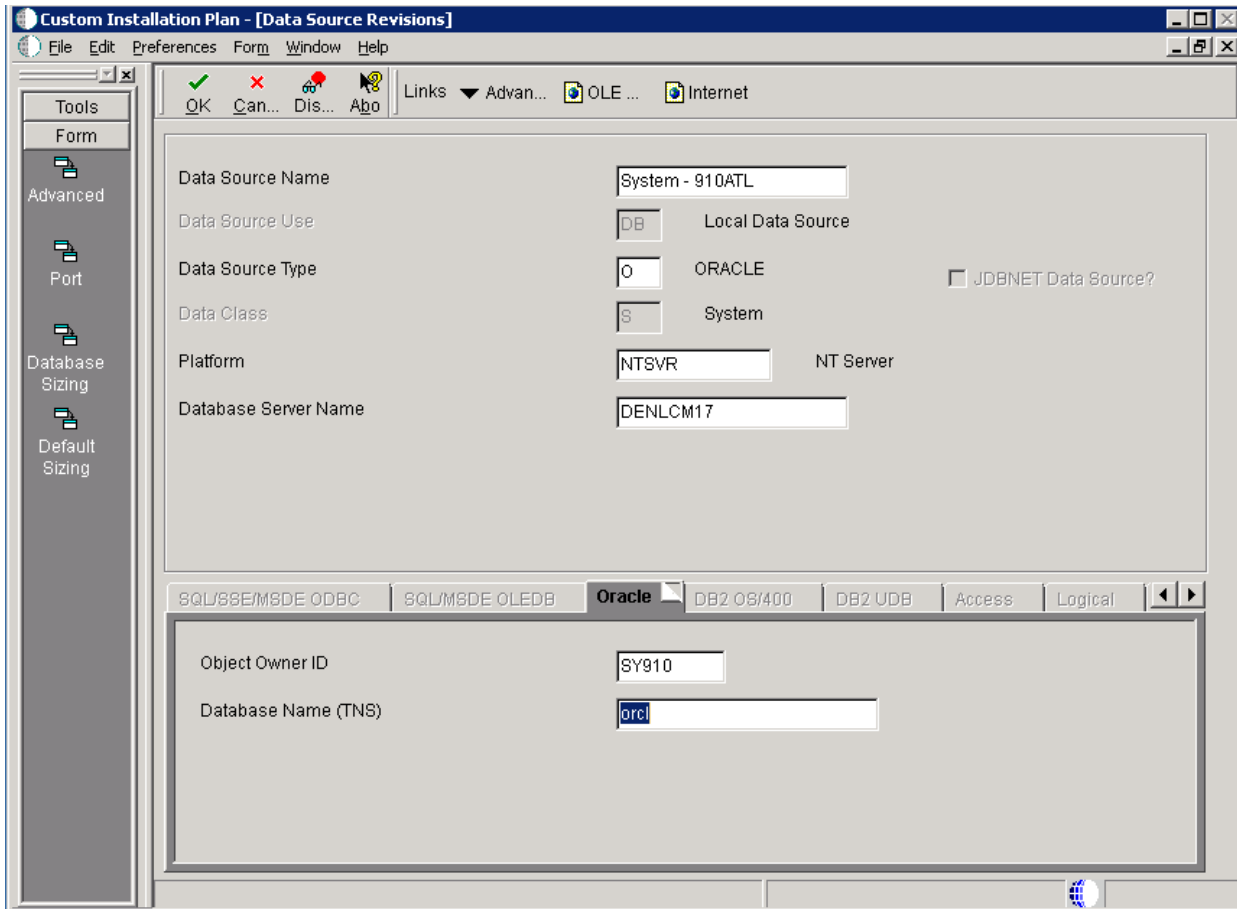 Custom Installation Plan - [Data Source Revisions]
File Edit Preferences Form Window Help
Tools
Form
Advanced
Port
Database
Sizing
Default
Sizing
OK Can... Dis... Abo Links Advan... OLE ... Internet
Data Source Name System - 910ATL
Data Source Use DB Local Data Source
Data Source Type O ORACLE JDBNET Data Source?
Data Class S System
Platform NTSVR NT Server
Database Server Name DENLCM17
SQL/SSE/MSDE ODBC SQL/MSDE OLEDB Oracle DB2 OS/400 DB2 UDB Access Logical
Object Owner ID SY910
Database Name (TNS) orcl